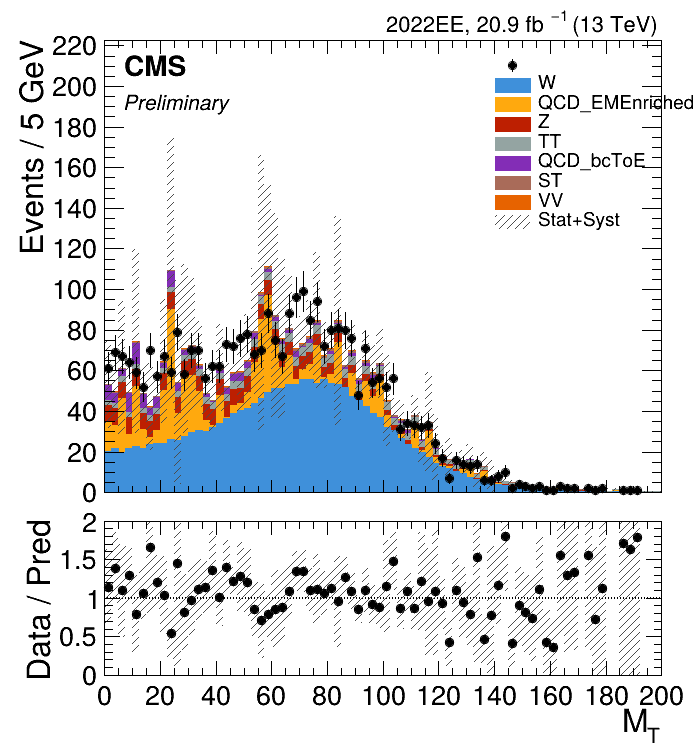 2022EE, 20.9 fb⁻¹ (13 TeV)
CMS
Preliminary
W
QCD_EMEnriched
Z
TT
QCD_bcToE
ST
VV
Stat+Syst
Events / 5 GeV
220
200
180
160
140
120
100
80
60
40
20
0
Data / Pred
2
1.5
1
0.5
0
0 20 40 60 80 100 120 140 160 180 200
M_T